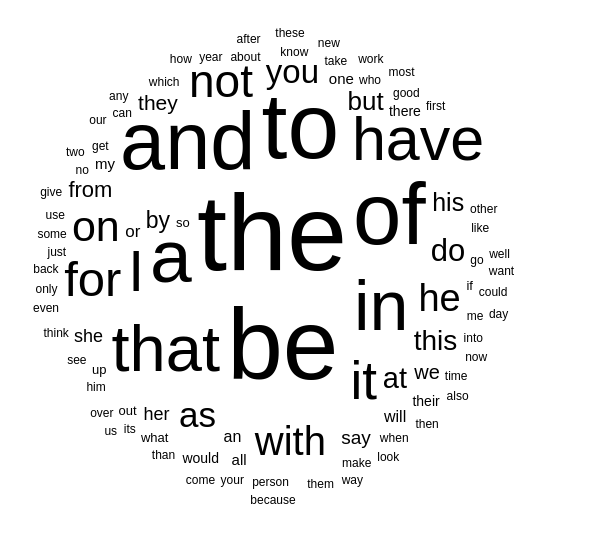 after these
how year about know new
which not you take work
any they one who most
our can but good
and to there first
two get have
no my
give from
use on or by so the of his other
some like
just do go well
back for I a want
only in he if could
even me day
think she that be this into
see up now
him it at we time
their also
over out her as will then
us its an with say when
what
than would all make look
come your person them way
because